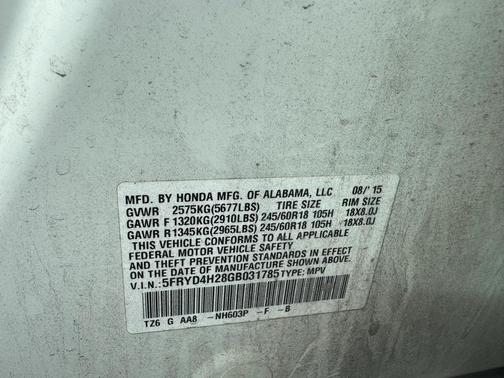 MFD. BY HONDA MFG. OF ALABAMA, LLC 08/'15
GVWR 2575KG(5677LBS) TIRE SIZE RIM SIZE
GAWR F 1320KG(2910LBS) 245/60R18 105H 18X8.0J
GAWR R 1345KG(2965LBS) 245/60R18 105H 18X8.0J
THIS VEHICLE CONFORMS TO ALL APPLICABLE
FEDERAL MOTOR VEHICLE SAFETY
AND THEFT PREVENTION STANDARDS IN EFFECT
ON THE DATE OF MANUFACTURE SHOWN ABOVE.
V.I.N.: 5FRYD4H28GB031785 TYPE: MPV
TZ6 G AA8 -NH603P -F -B